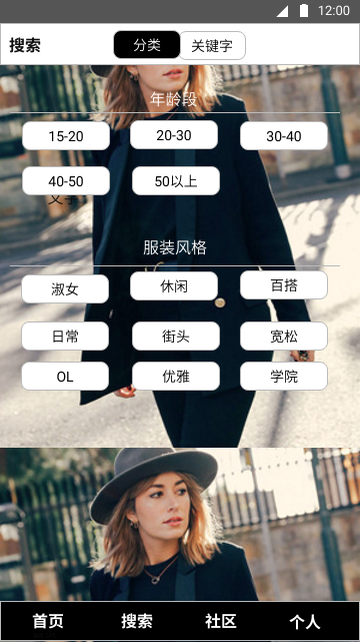 12:00
搜索 分类 关键字
年龄段
15-20 20-30 30-40
40-50 50以上
服装风格
淑女 休闲 百搭
日常 街头 宽松
OL 优雅 学院
首页 搜索 社区 个人